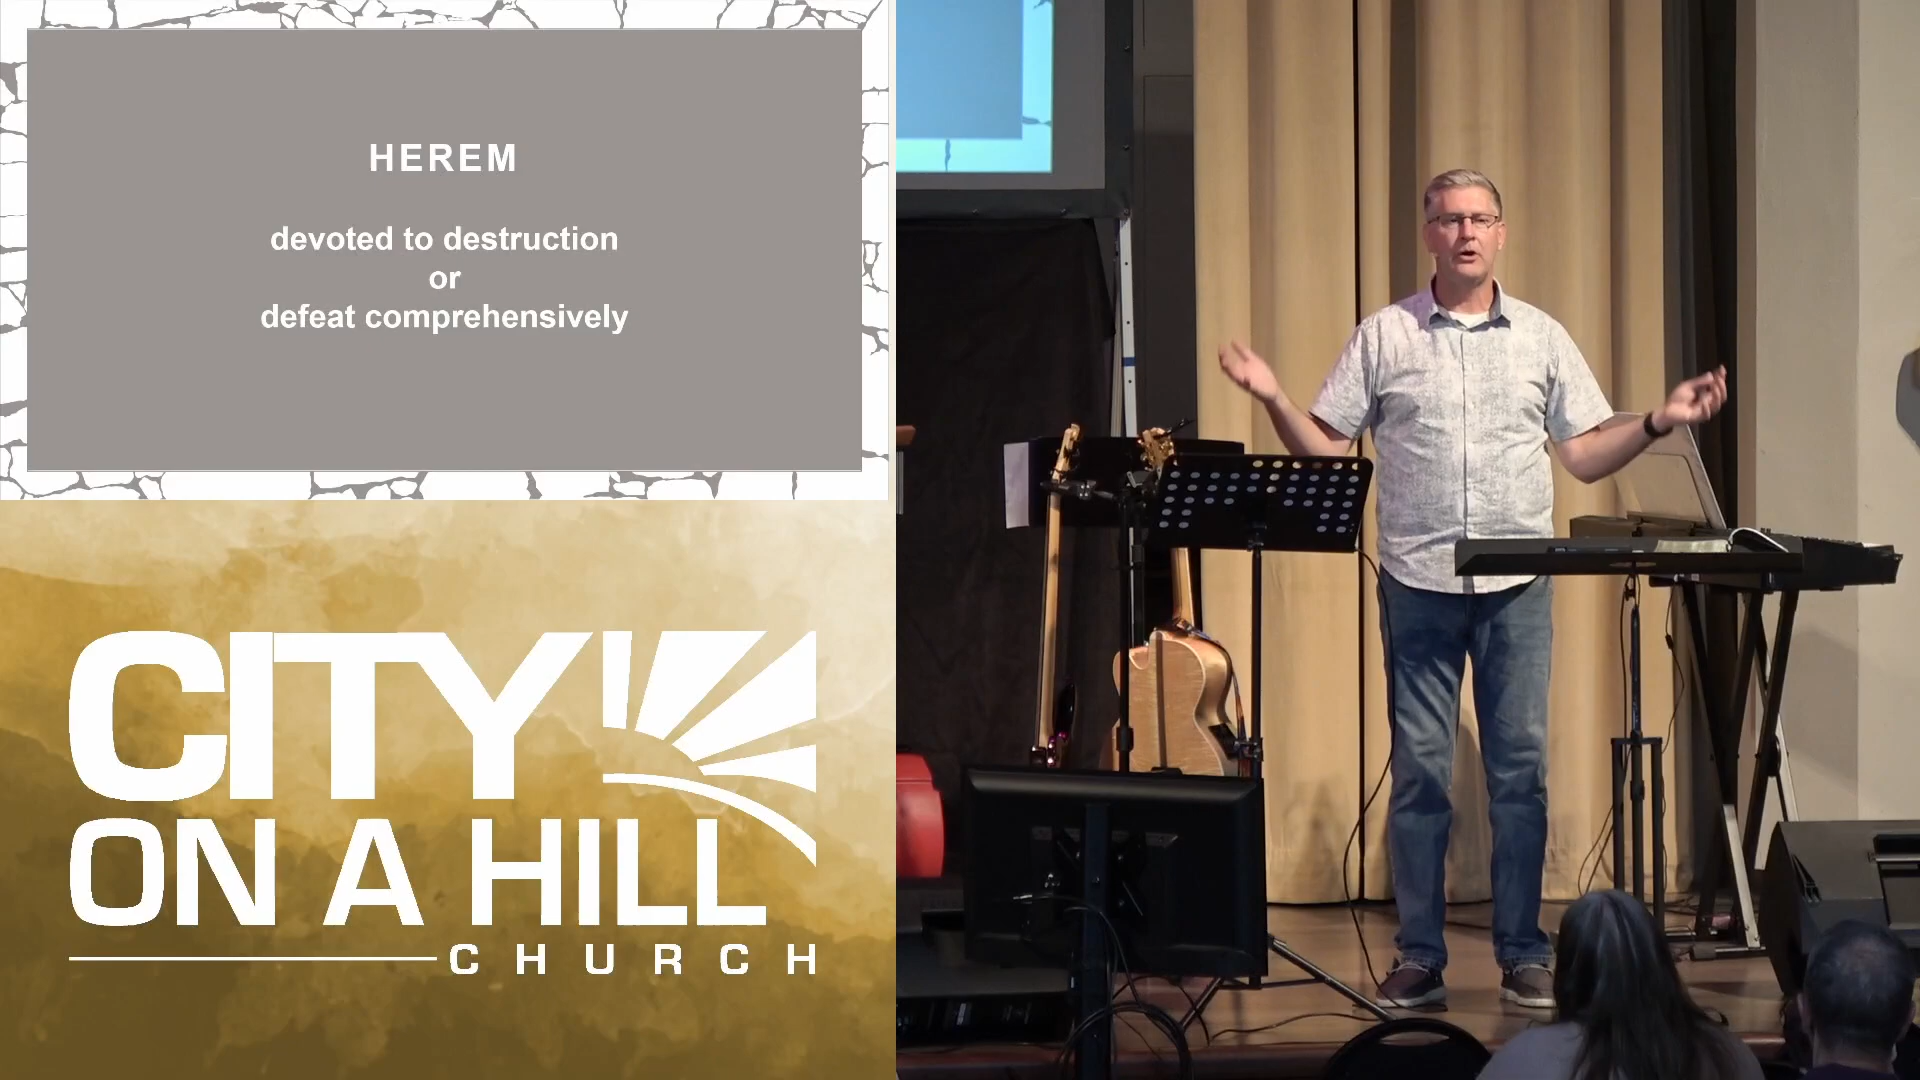 HEREM
devoted to destruction
or
defeat comprehensively
CITY
ON A HILL
CHURCH